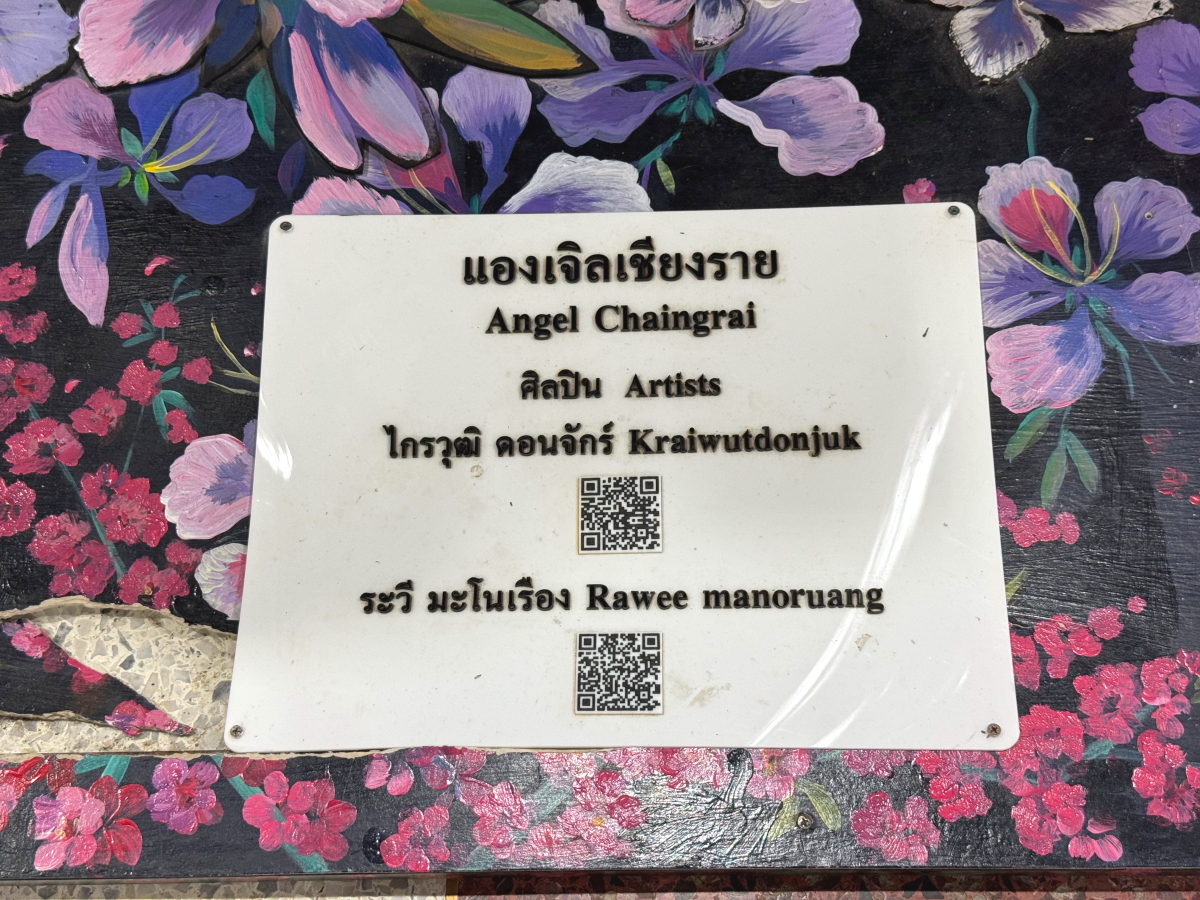 แองเจิลเชียงราย
Angel Chaingrai
ศิลปิน Artists
ไกรวุฒิ ดอนจักร์ Kraiwutdonjuk
ระวี มะโนเรือง Rawee manoruang